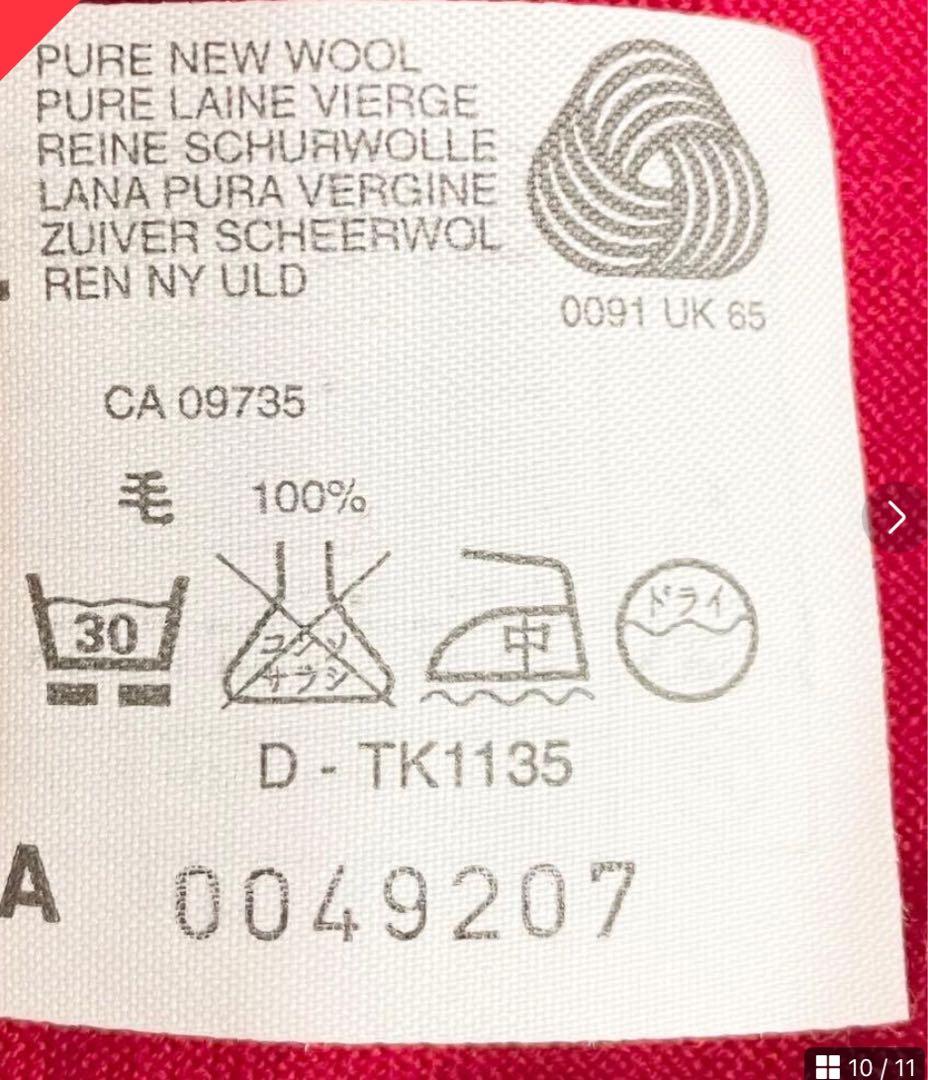 PURE NEW WOOL
PURE LAINE VIERGE
REINE SCHURWOLLE
LANA PURA VERGINE
ZUIVER SCHEERWOL
REN NY ULD
0091 UK 65
CA 09735
毛 100%
30
エンソ
サラシ
中
ドライ
D - TK1135
A 0049207
10 / 11